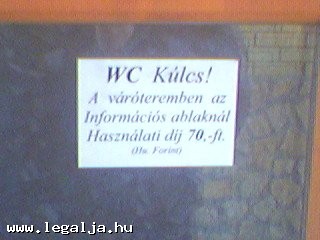 WC Kúlcs!
A váróteremben az
Információs ablaknál
Használati díj 70,-ft.
(Hu. Forint)
www.legalja.hu